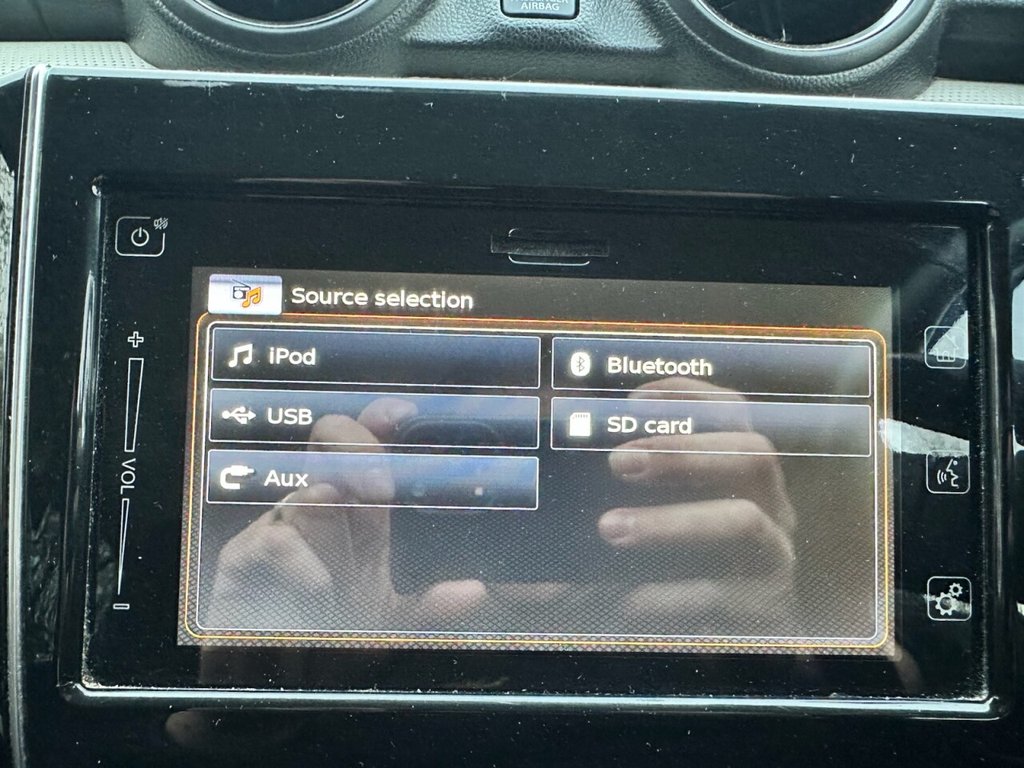 AIRBAG
Source selection
iPod
Bluetooth
USB
SD card
Aux
VOL